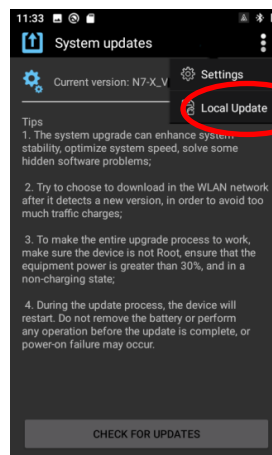 11:33
System updates
Settings
Current version: N7-X_V
Local Update
Tips
1. The system upgrade can enhance system
stability, optimize system speed, solve some
hidden software problems;
2. Try to choose to download in the WLAN network
after it detects a new version, in order to avoid too
much traffic charges;
3. To make the entire upgrade process to work,
make sure the device is not Root, ensure that the
equipment power is greater than 30%, and in a
non-charging state;
4. During the update process, the device will
restart. Do not remove the battery or perform
any operation before the update is complete, or
power-on failure may occur.
CHECK FOR UPDATES